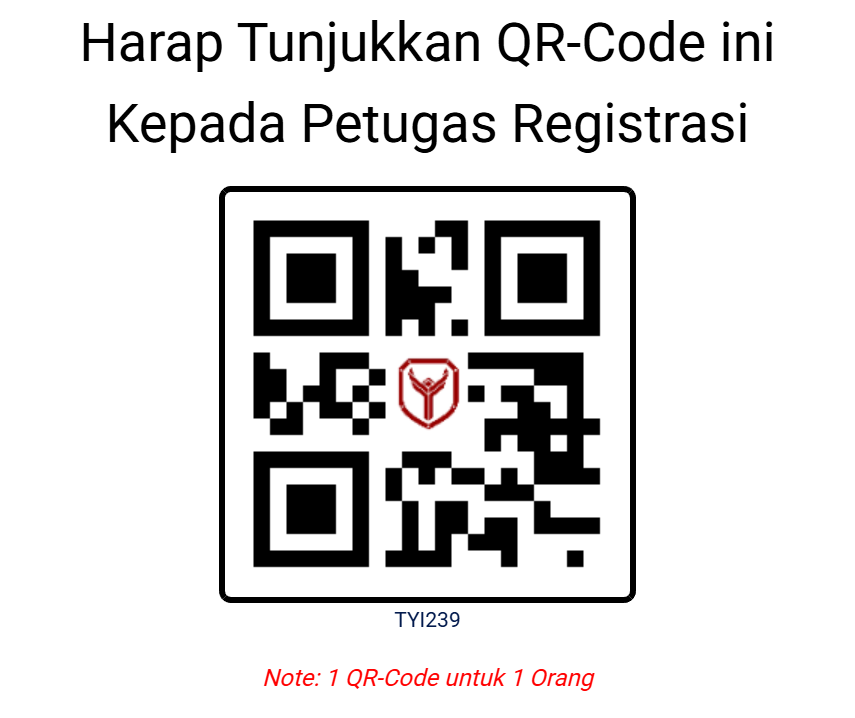 Harap Tunjukkan QR-Code ini
Kepada Petugas Registrasi
TYI239
Note: 1 QR-Code untuk 1 Orang